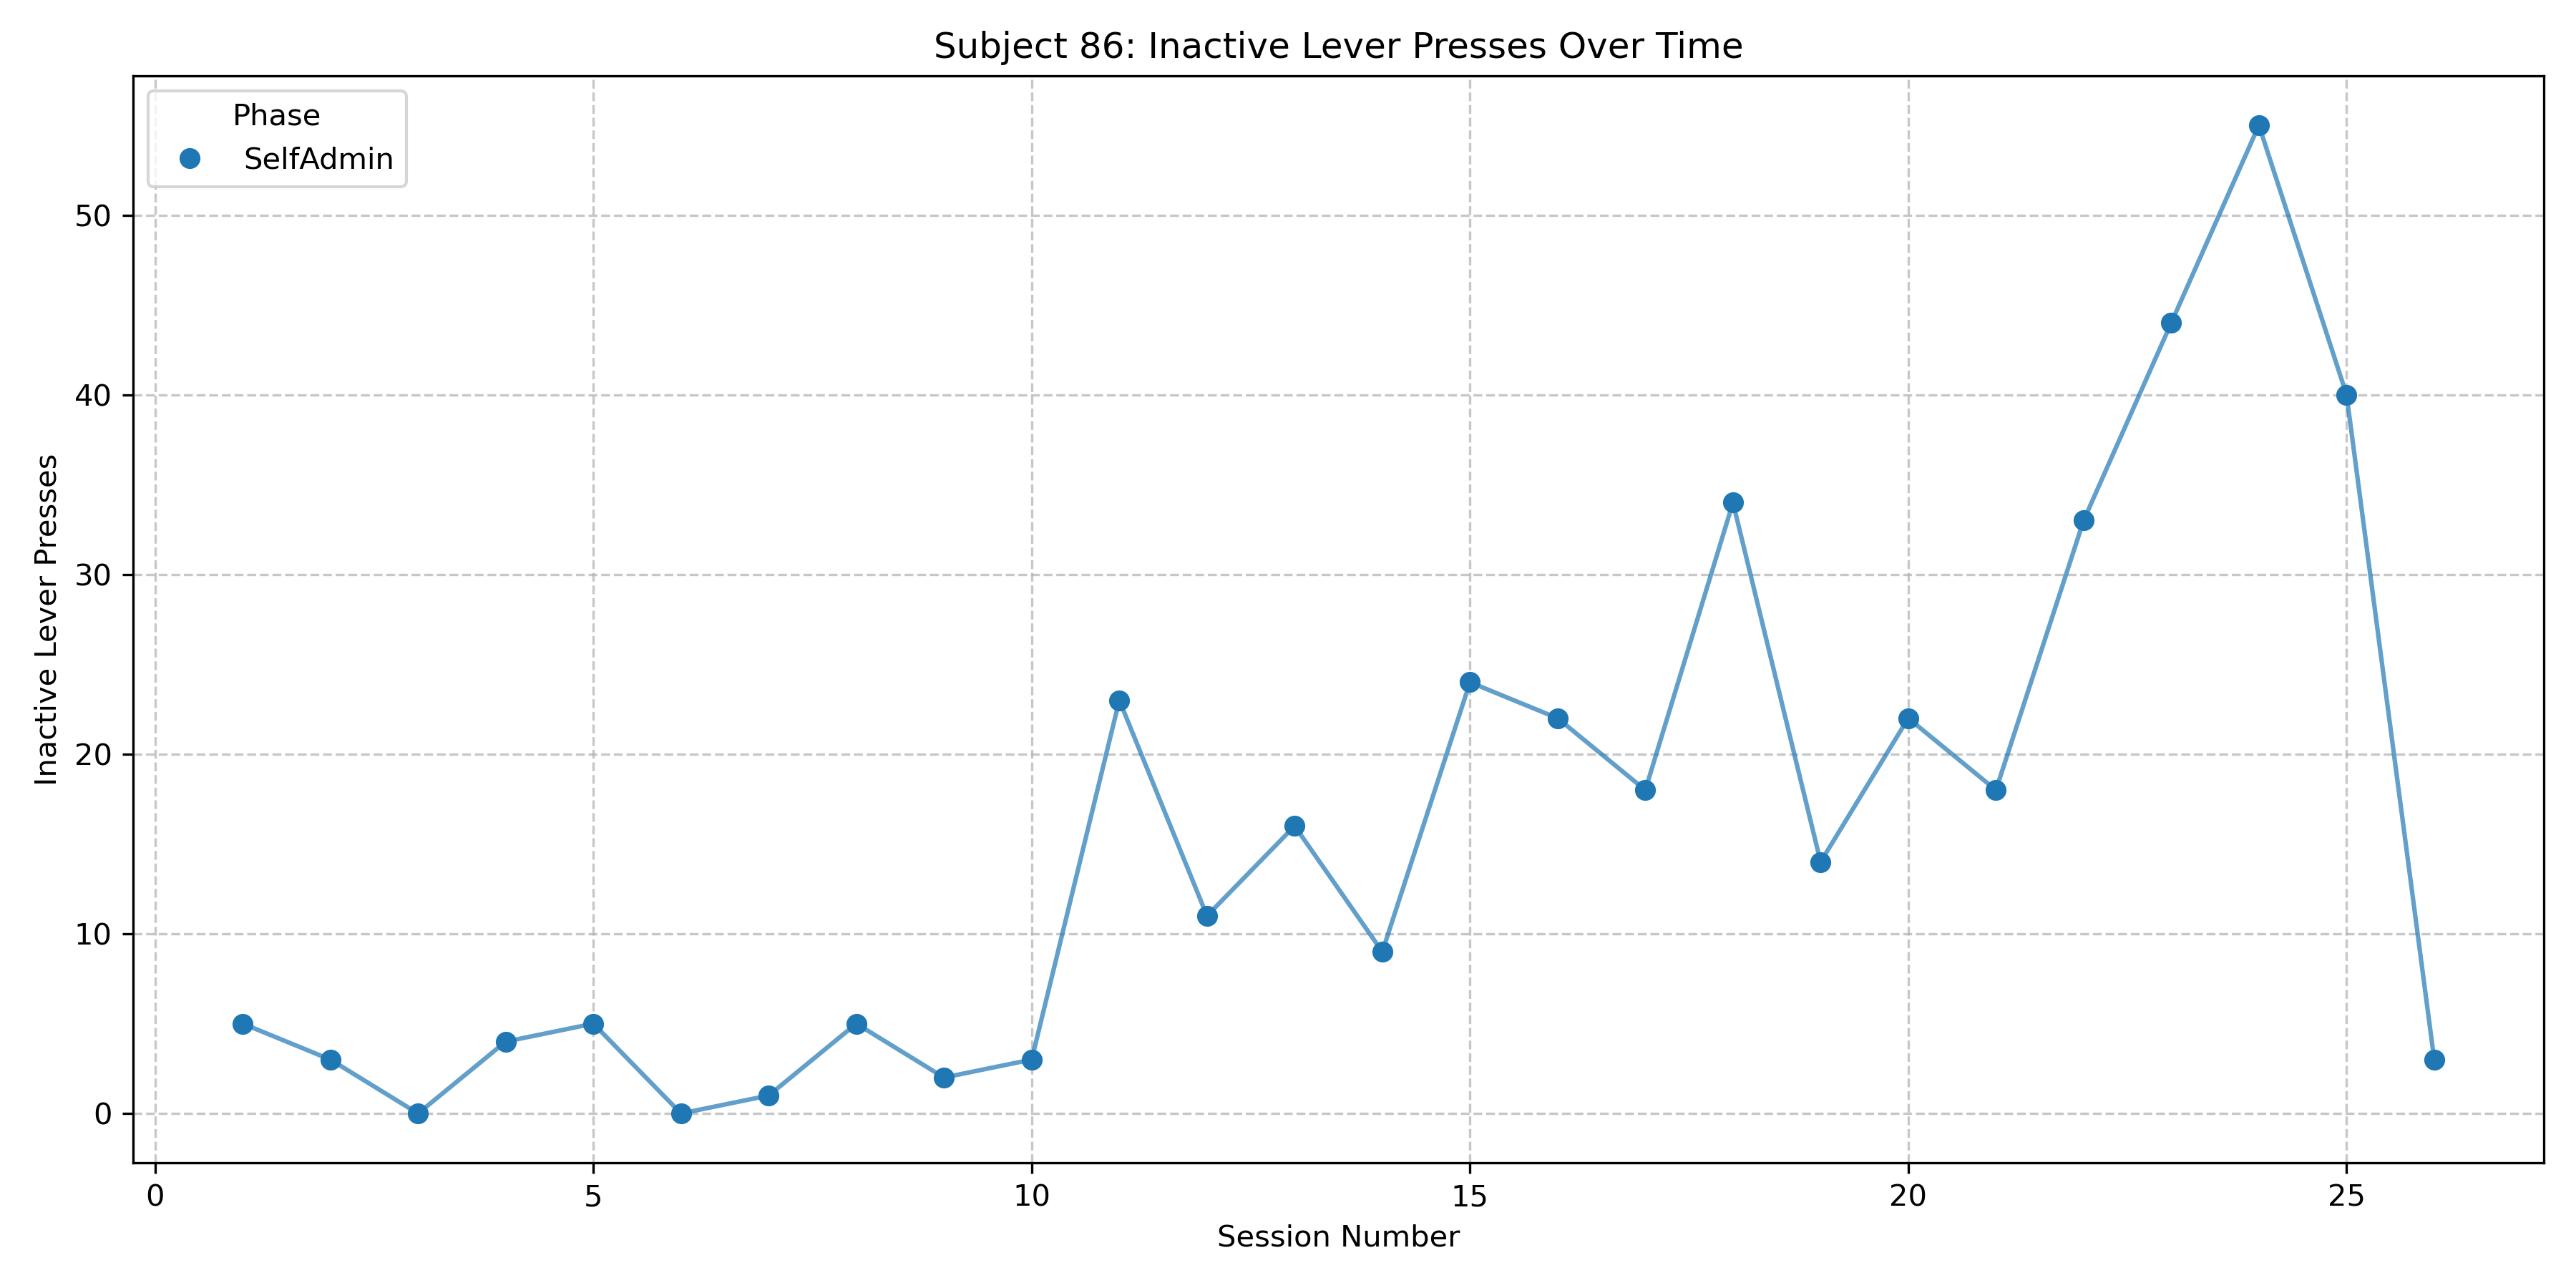 Subject 86: Inactive Lever Presses Over Time
Phase
SelfAdmin
Inactive Lever Presses
50
40
30
20
10
0
0 5 10 15 20 25
Session Number